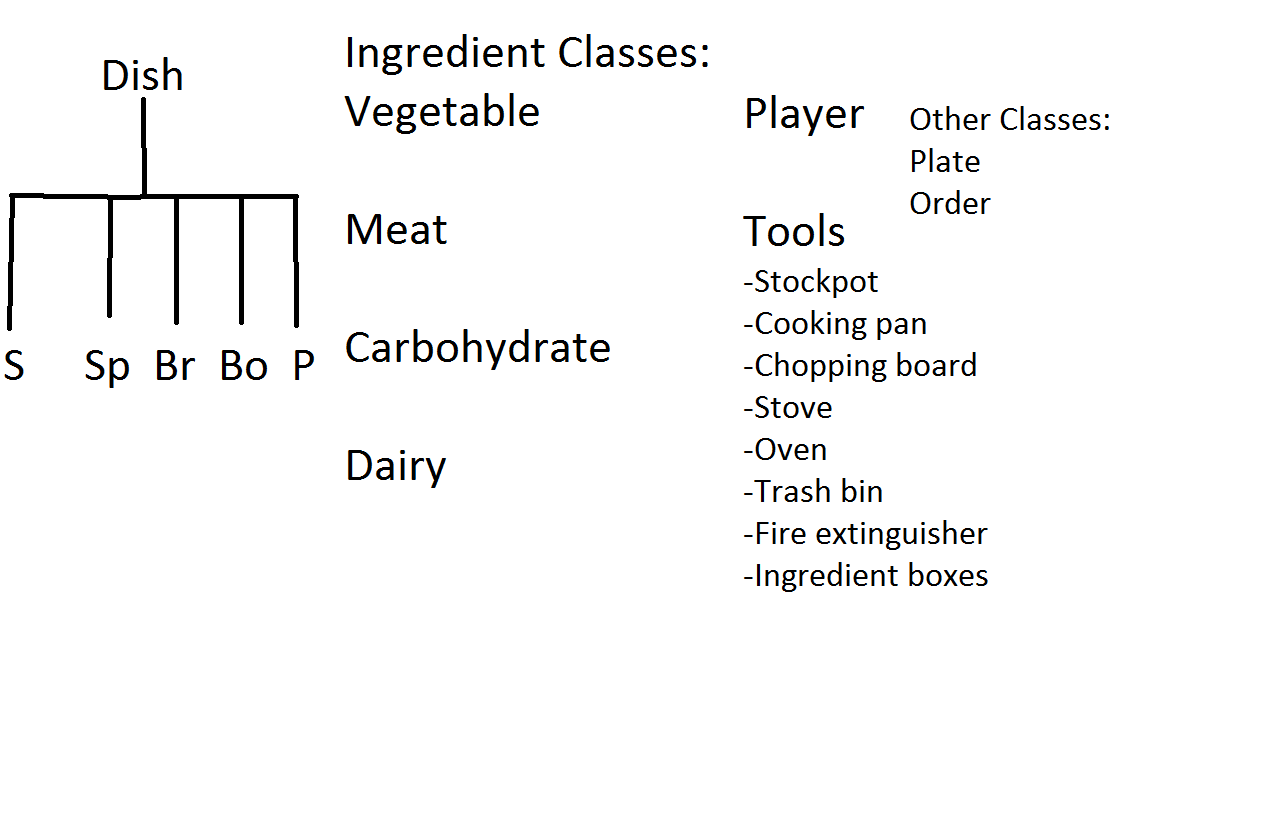 Dish
S Sp Br Bo P
Ingredient Classes:
Vegetable
Meat
Carbohydrate
Dairy
Player
Tools
-Stockpot
-Cooking pan
-Chopping board
-Stove
-Oven
-Trash bin
-Fire extinguisher
-Ingredient boxes
Other Classes:
Plate
Order